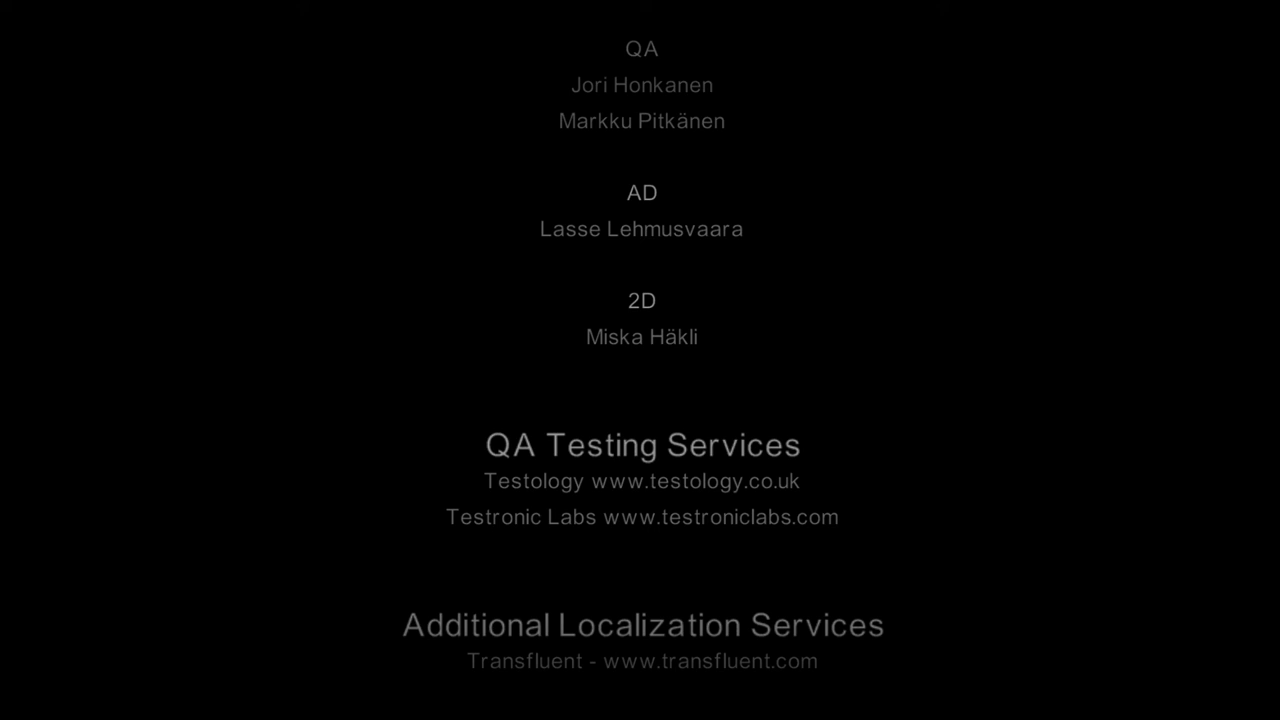 QA
Jori Honkanen
Markku Pitkänen
AD
Lasse Lehmusvaara
2D
Miska Häkli
QA Testing Services
Testology www.testology.co.uk
Testronic Labs www.testroniclabs.com
Additional Localization Services
Transfluent - www.transfluent.com